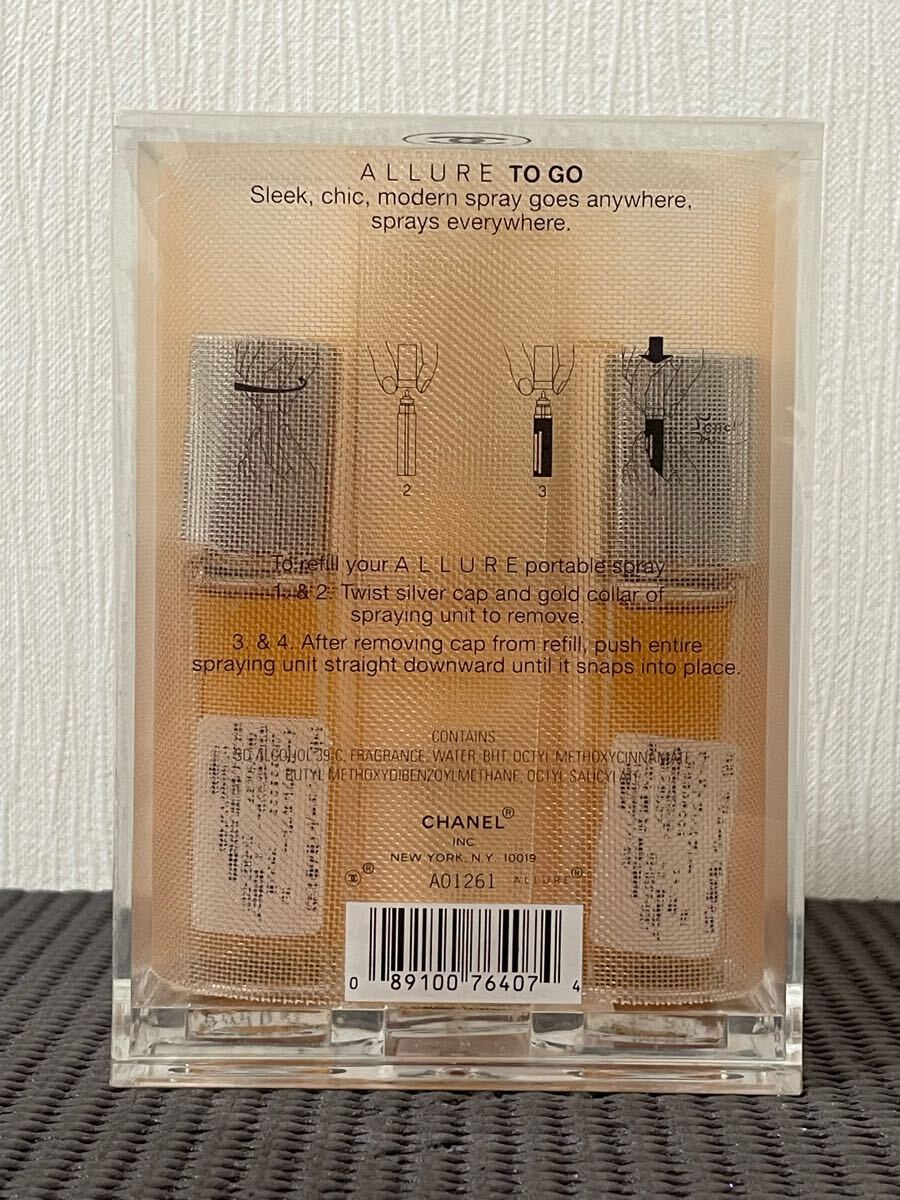 ALLURE TO GO
Sleek, chic, modern spray goes anywhere,
sprays everywhere.
1 2 3 4
To refill your ALLURE portable spray
1. & 2. Twist silver cap and gold collar of
spraying unit to remove.
3. & 4. After removing cap from refill, push entire
spraying unit straight downward until it snaps into place.
CONTAINS
SD ALCOHOL 39-C, FRAGRANCE, WATER, BHT, OCTYL METHOXYCINNAMATE,
BUTYL METHOXYDIBENZOYLMETHANE, OCTYL SALICYLATE
CHANEL®
INC
NEW YORK, N.Y. 10019
® A01261 ALLURE®
0 89100 76407 4